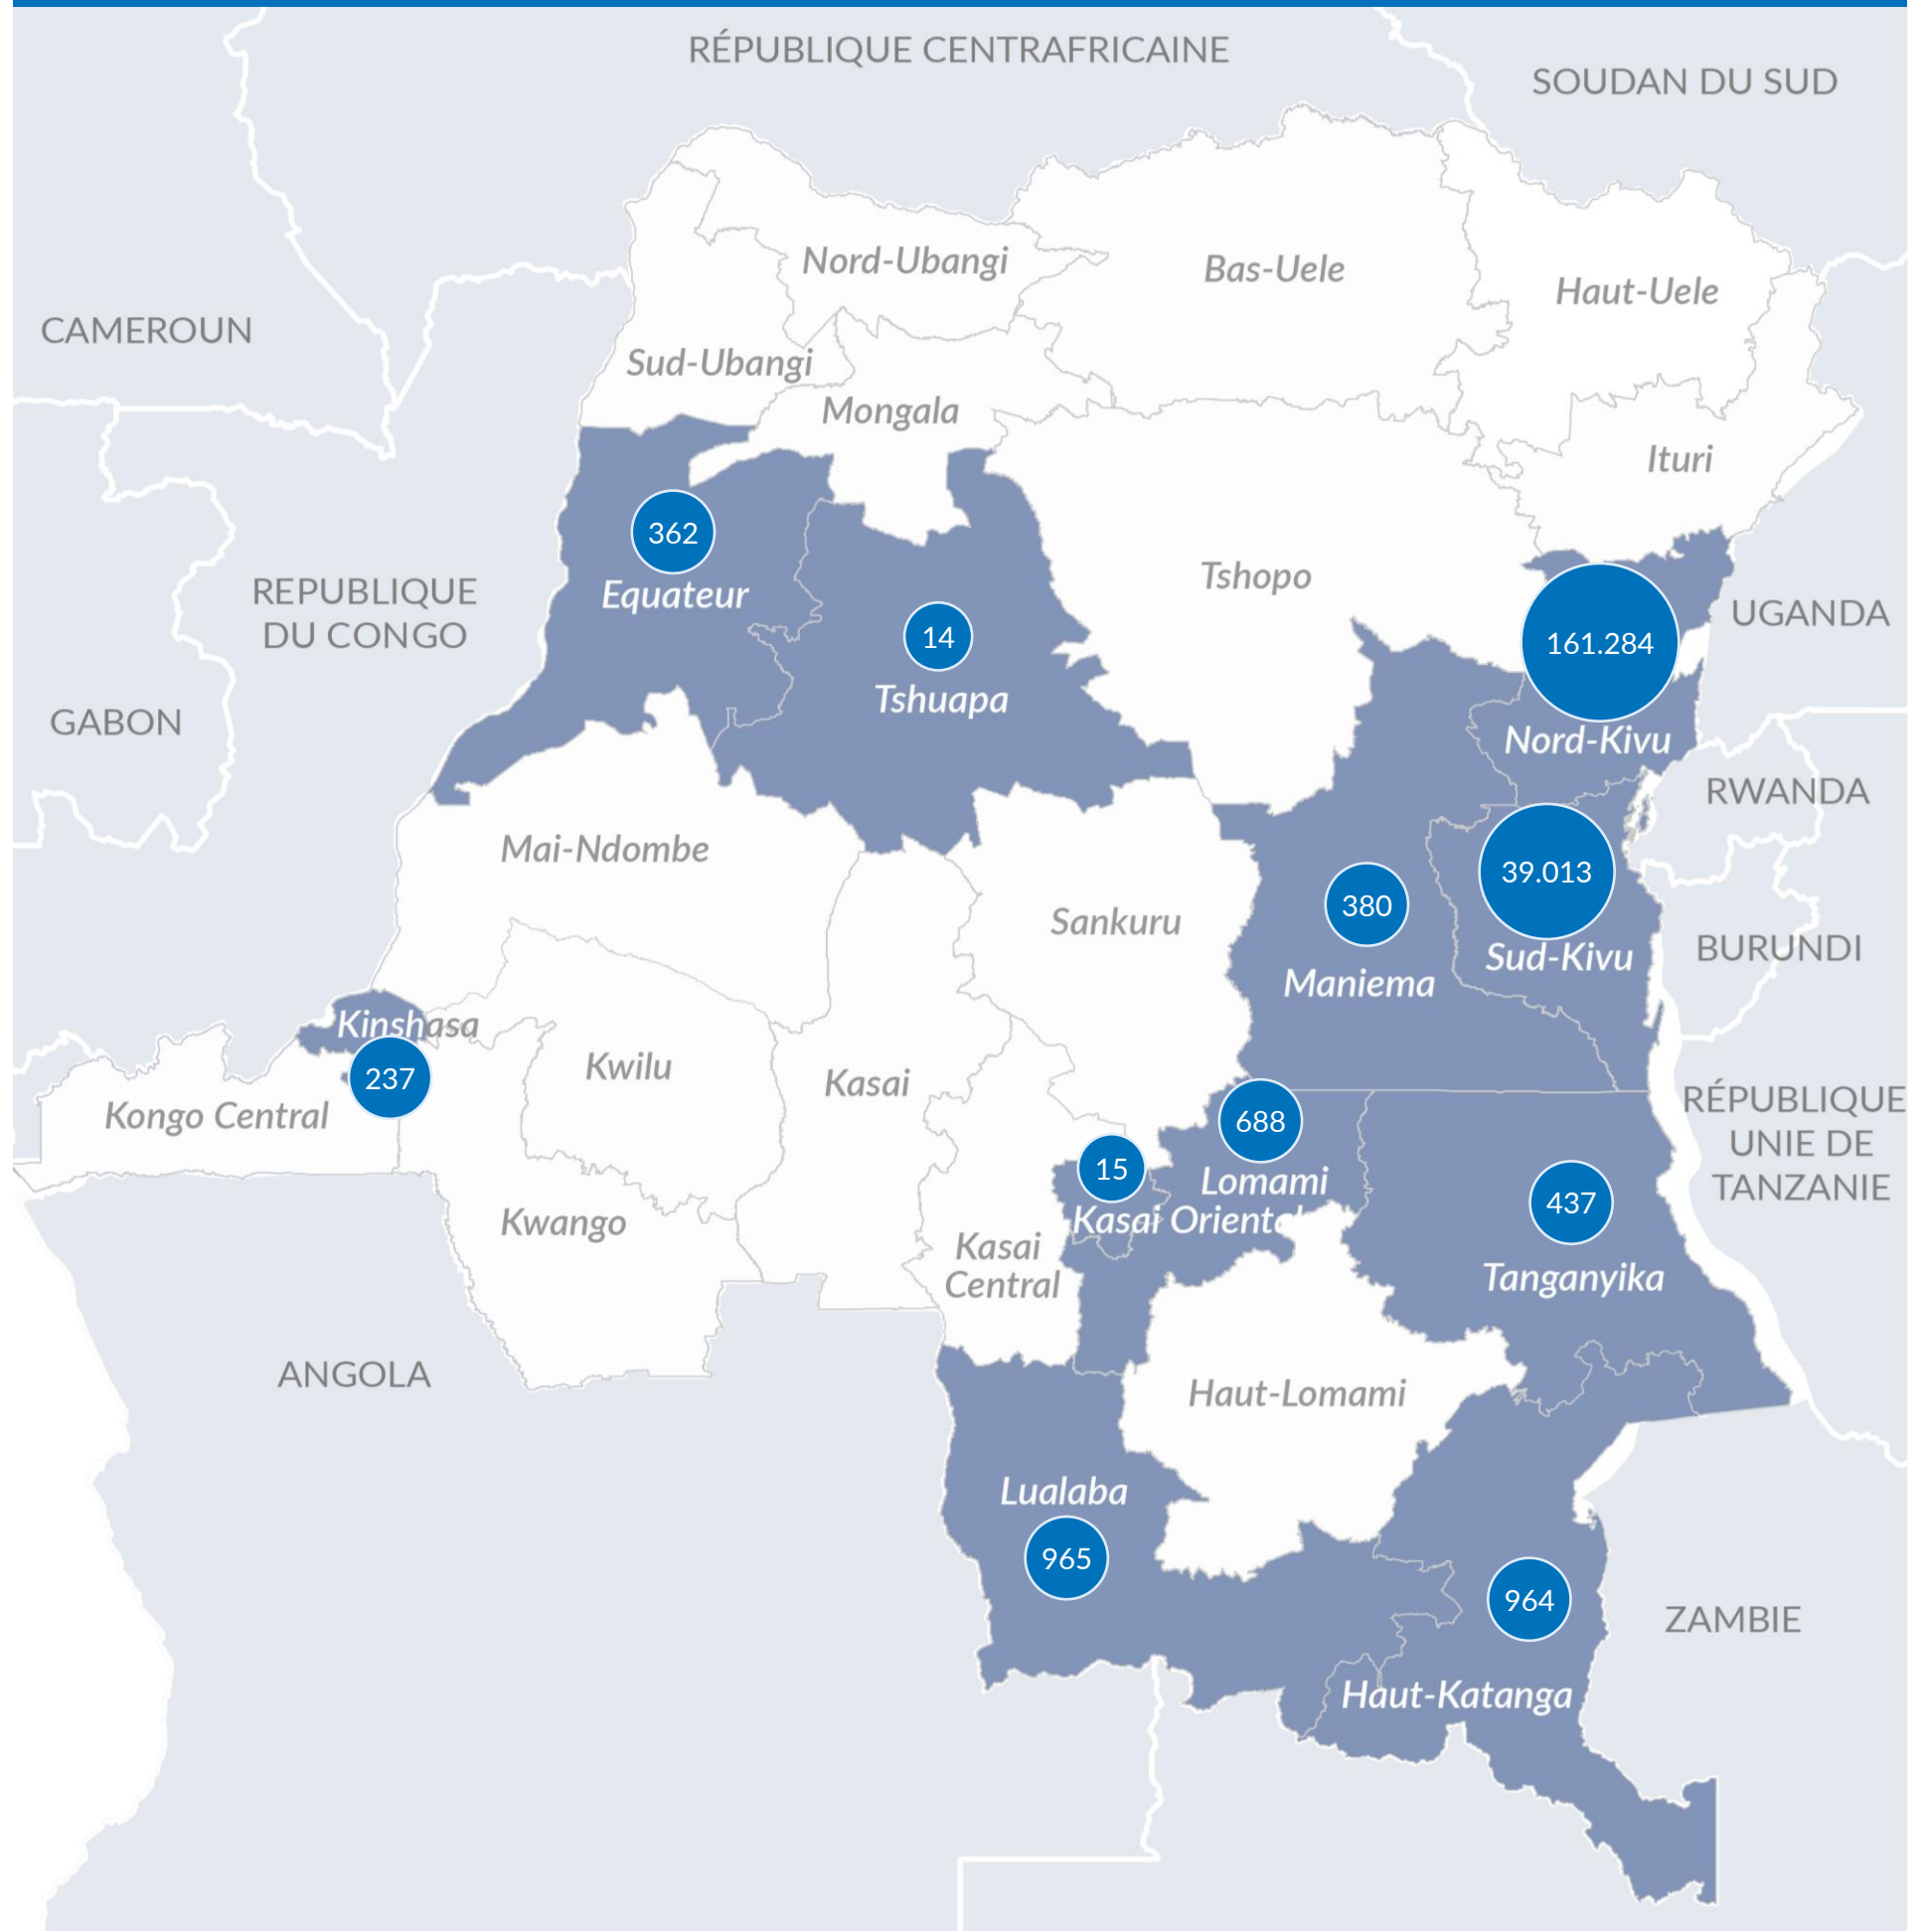 RÉPUBLIQUE CENTRAFRICAINE
SOUDAN DU SUD
Nord-Ubangi
Bas-Uele
Haut-Uele
CAMEROUN
Sud-Ubangi
Mongala
Ituri
362
Equateur
Tshopo
REPUBLIQUE
DU CONGO
14
Tshuapa
161.284
UGANDA
GABON
Nord-Kivu
RWANDA
Mai-Ndombe
39.013
Sankuru
380
BURUNDI
Sud-Kivu
Maniema
Kinshasa
237
Kwilu
Kasai
Kongo Central
688
RÉPUBLIQUE
UNIE DE
TANZANIE
15
Lomami
437
Kasai Oriental
Kwango
Kasai
Central
Tanganyika
ANGOLA
Haut-Lomami
Lualaba
965
964
ZAMBIE
Haut-Katanga